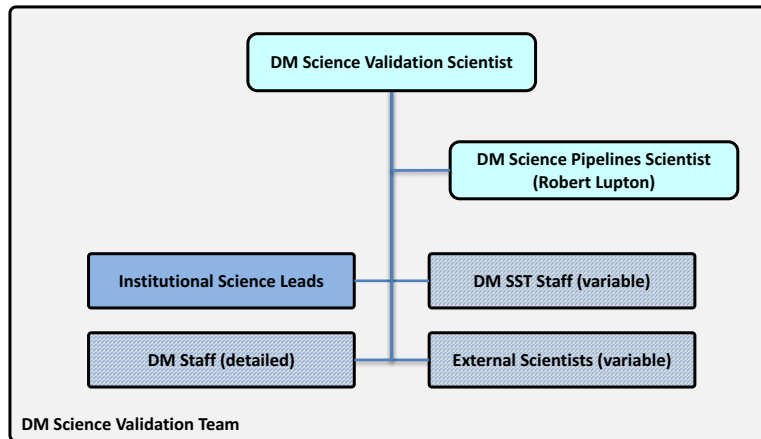 DM Science Validation Scientist
DM Science Pipelines Scientist
(Robert Lupton)
Institutional Science Leads
DM SST Staff (variable)
DM Staff (detailed)
External Scientists (variable)
DM Science Validation Team